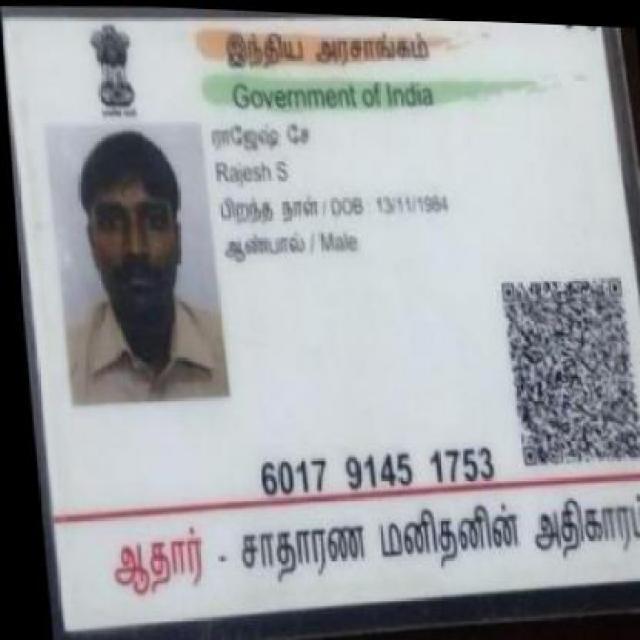 இந்திய அரசாங்கம்
Government of India
ராஜேஷ் சே
Rajesh S
பிறந்த நாள் / DOB : 13/11/1984
ஆண்பால் / Male
6017 9145 1753
ஆதார் - சாதாரண மனிதனின் அதிகாரம்